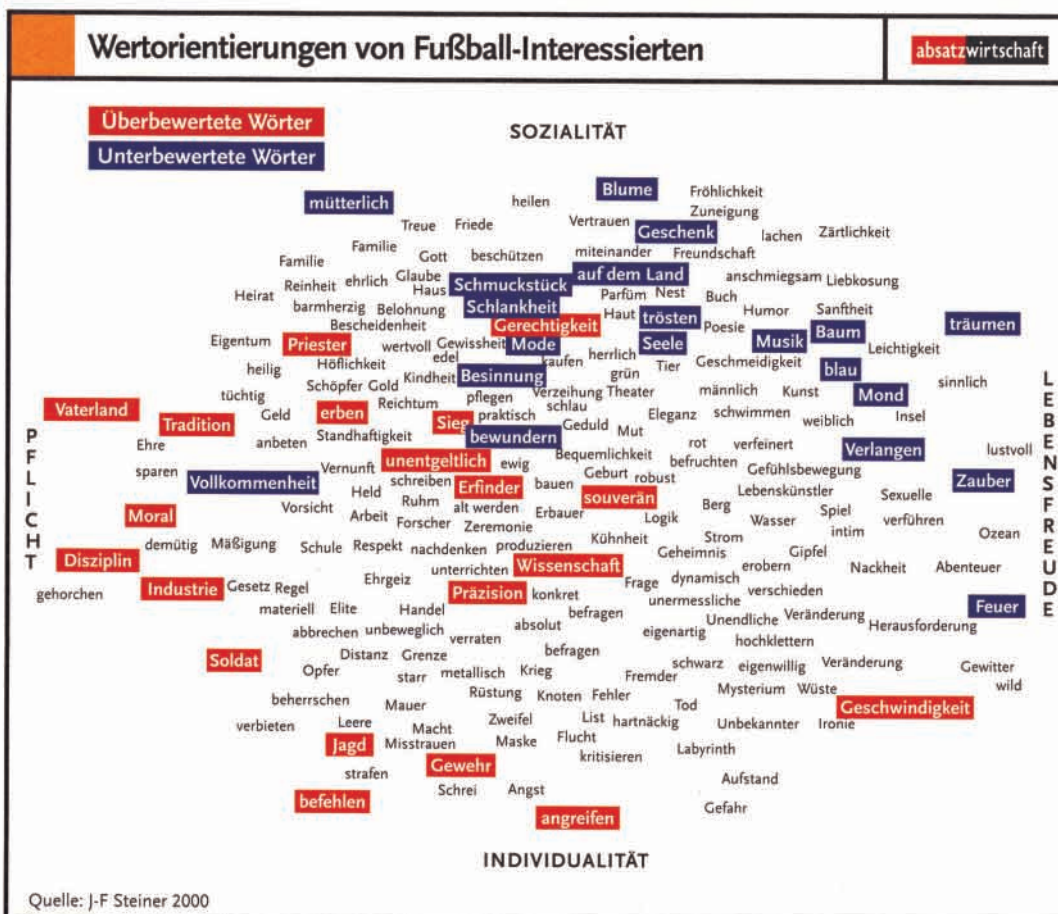 Wertorientierungen von Fußball-Interessierten
absatzwirtschaft
Überbewertete Wörter
Unterbewertete Wörter
SOZIALITÄT
mütterlich heilen Blume Fröhlichkeit
Treue Friede Vertrauen Zuneigung
Geschenk lachen Zärtlichkeit
Familie Gott beschützen miteinander Freundschaft
Familie Reinheit ehrlich Glaube Schmuckstück auf dem Land anschmiegsam Liebkosung
Heirat Haus Parfüm Nest Buch
barmherzig Belohnung Schlankheit Humor Sanftheit
Bescheidenheit Gerechtigkeit Haut trösten Poesie träumen
Eigentum Priester wertvoll Gewissheit Mode Seele Musik Baum Leichtigkeit
edel kaufen herrlich
heilig Höflichkeit Kindheit Besinnung grün Tier Geschmeidigkeit blau
tüchtig Schöpfer Gold pflegen Verzeihung Theater männlich Kunst Mond sinnlich
Vaterland Tradition Geld erben Reichtum Sieg praktisch schlau Eleganz schwimmen weiblich Insel
Geduld Mut
Ehre anbeten Standhaftigkeit bewundern Bequemlichkeit rot verfeinert Verlangen lustvoll
sparen Vollkommenheit Vernunft unentgeltlich ewig Geburt robust befruchten Gefühlsbewegung Zauber
schreiben Erfinder bauen souverän Lebenskünstler Sexuelle
Vorsicht Held Ruhm alt werden Erbauer Berg Spiel
Moral Arbeit Forscher Zeremonie Logik Wasser intim verführen
Kühnheit Strom Ozean
demütig Mäßigung Schule Respekt nachdenken produzieren Geheimnis Gipfel
Disziplin unterrichten Wissenschaft erobern Nackheit Abenteuer
gehorchen Industrie Gesetz Regel Ehrgeiz Präzision konkret Frage dynamisch verschieden
materiell Elite Handel befragen unermessliche Feuer
abbrechen unbeweglich verraten absolut eigenartig Unendliche Veränderung Herausforderung
hochklettern
Soldat Distanz Grenze befragen
Opfer starr metallisch Krieg Fremder schwarz eigenwillig Veränderung Gewitter
beherrschen Mauer Rüstung Knoten Fehler Mysterium Wüste wild
Tod Geschwindigkeit
verbieten Leere Macht Zweifel List hartnäckig Unbekannter Ironie
Jagd Misstrauen Maske Flucht
kritisieren Labyrinth
strafen Gewehr Aufstand
befehlen Schrei Angst
angreifen Gefahr
INDIVIDUALITÄT
PFLICHT
LEBENSFREUDE
Quelle: J-F Steiner 2000